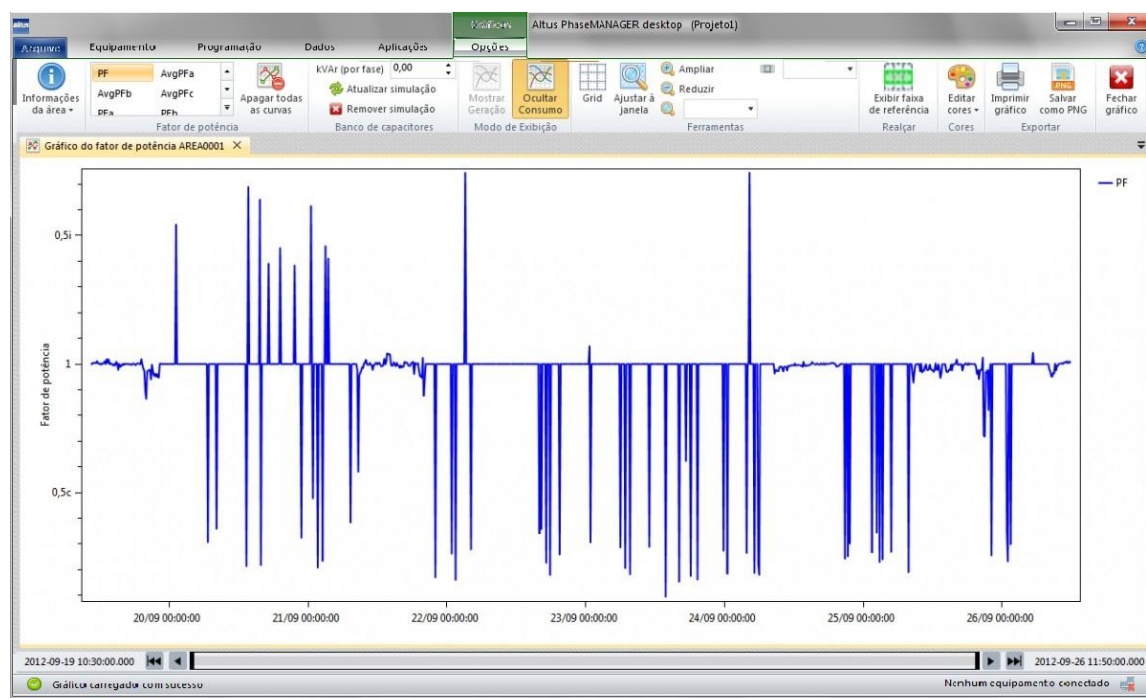 altus
Gráficos
Altus PhaseMANAGER desktop (Projeto1)
Arquivo Equipamento Programação Dados Aplicações Opções
PF AvgPFa
AvgPFb AvgPFc
PFa PFb
Informações da área
Apagar todas as curvas
Fator de potência
kVAr (por fase) 0,00
Atualizar simulação
Remover simulação
Banco de capacitores
Mostrar Geração
Ocultar Consumo
Modo de Exibição
Grid
Ajustar à janela
Ampliar
Reduzir
Ferramentas
Exibir faixa de referência
Realçar
Editar cores
Cores
Imprimir gráfico
Salvar como PNG
PNG
Exportar
Fechar gráfico
Gráfico do fator de potência AREA0001
PF
0,5i
1
0,5c
Fator de potência
20/09 00:00:00 21/09 00:00:00 22/09 00:00:00 23/09 00:00:00 24/09 00:00:00 25/09 00:00:00 26/09 00:00:00
2012-09-19 10:30:00.000 2012-09-26 11:50:00.000
Gráfico carregado com sucesso Nenhum equipamento conectado